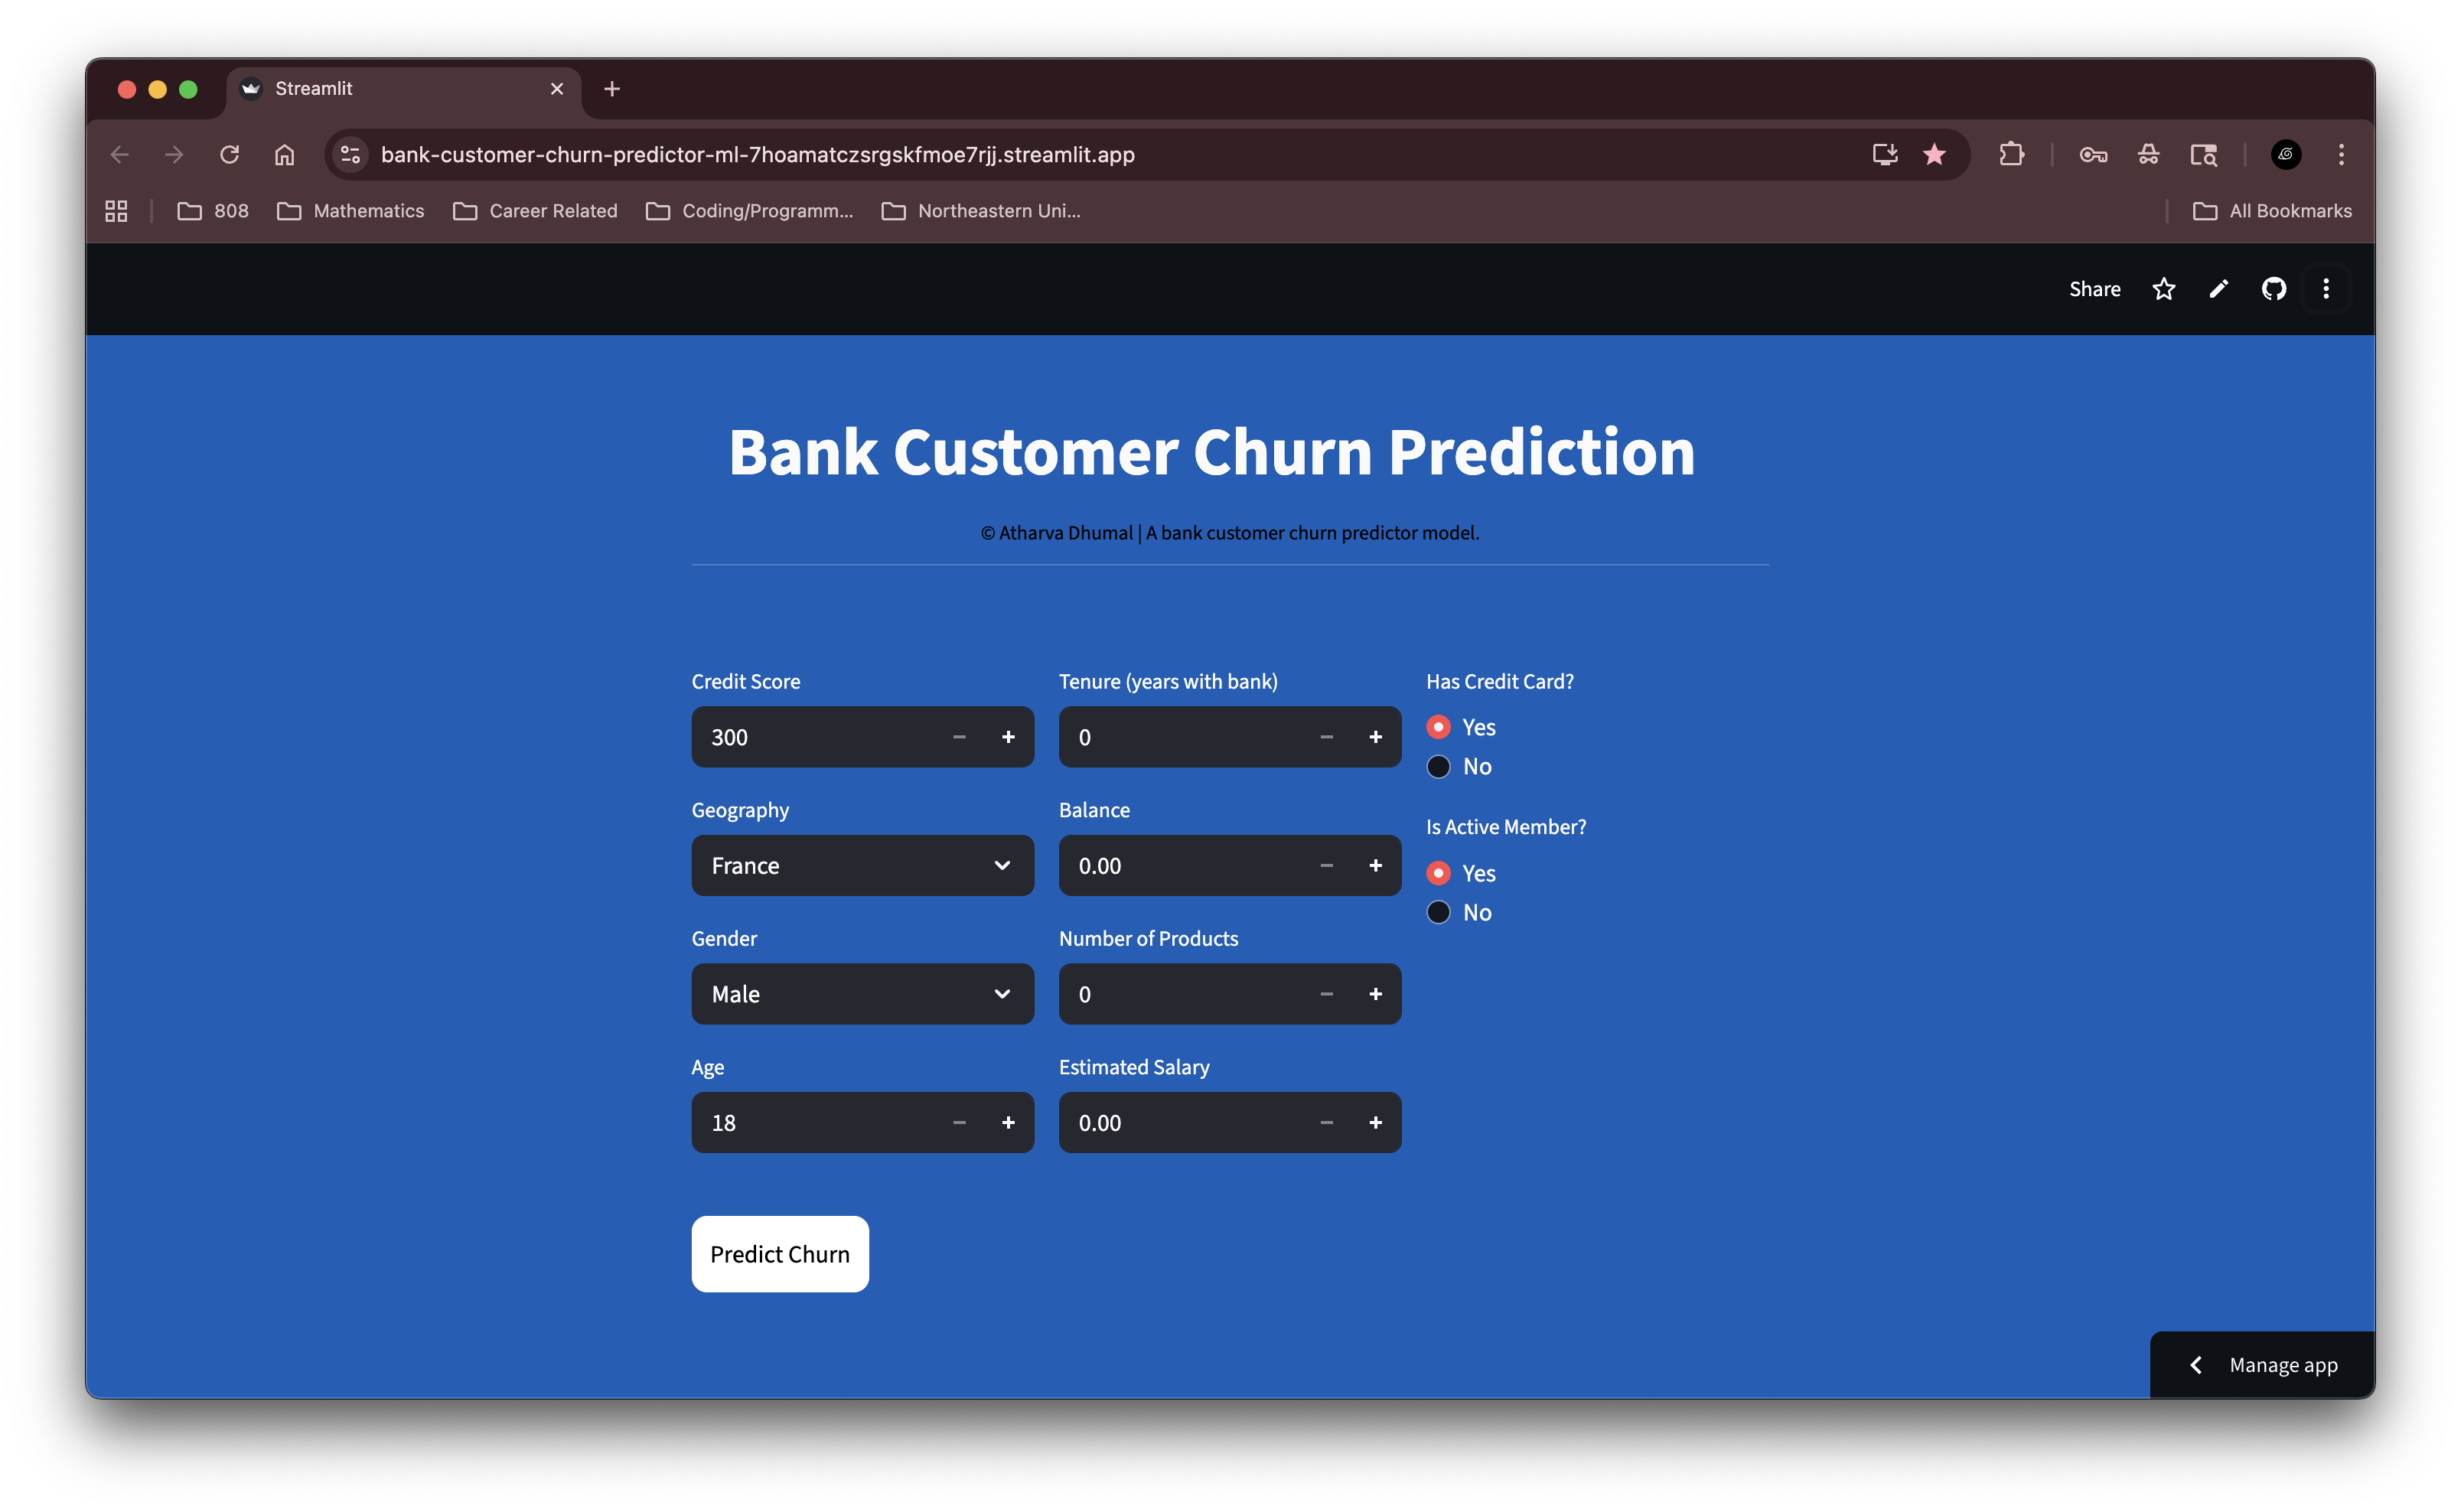 Streamlit
bank-customer-churn-predictor-ml-7hoamatczsrgskfmoe7rjj.streamlit.app
808 Mathematics Career Related Coding/Programm... Northeastern Uni... All Bookmarks
Share
Bank Customer Churn Prediction
© Atharva Dhumal | A bank customer churn predictor model.
Credit Score
300
Geography
France
Gender
Male
Age
18
Tenure (years with bank)
0
Balance
0.00
Number of Products
0
Estimated Salary
0.00
Has Credit Card?
Yes
No
Is Active Member?
Yes
No
Predict Churn
Manage app